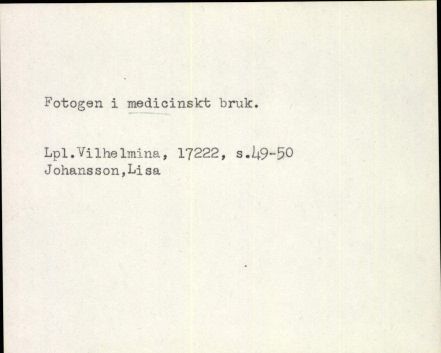 Fotogen i medicinskt bruk.
Lpl.Vilhelmina, 17222, s.49-50
Johansson,Lisa